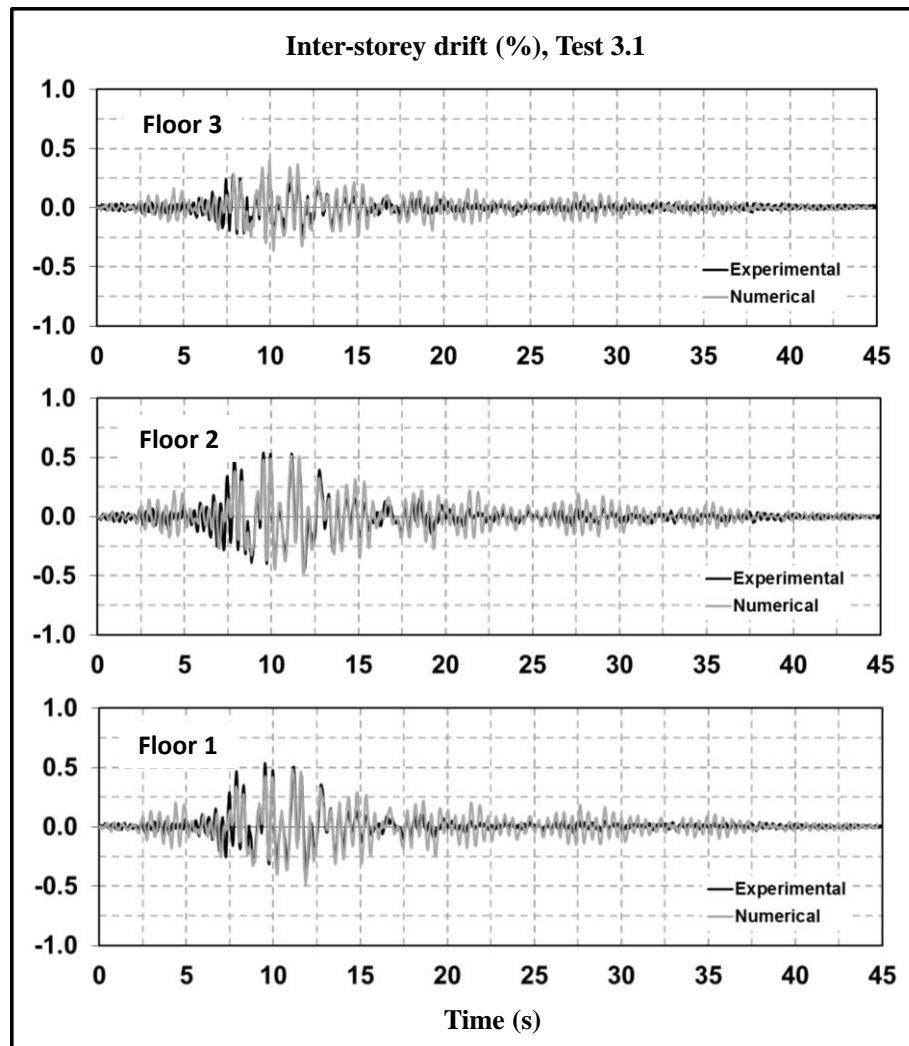 Inter-storey drift (%), Test 3.1
1.0
Floor 3
0.5
0.0
-0.5
Experimental
Numerical
-1.0
0 5 10 15 20 25 30 35 40 45
1.0
Floor 2
0.5
0.0
-0.5
Experimental
Numerical
-1.0
0 5 10 15 20 25 30 35 40 45
1.0
Floor 1
0.5
0.0
-0.5
Experimental
Numerical
-1.0
0 5 10 15 20 25 30 35 40 45
Time (s)